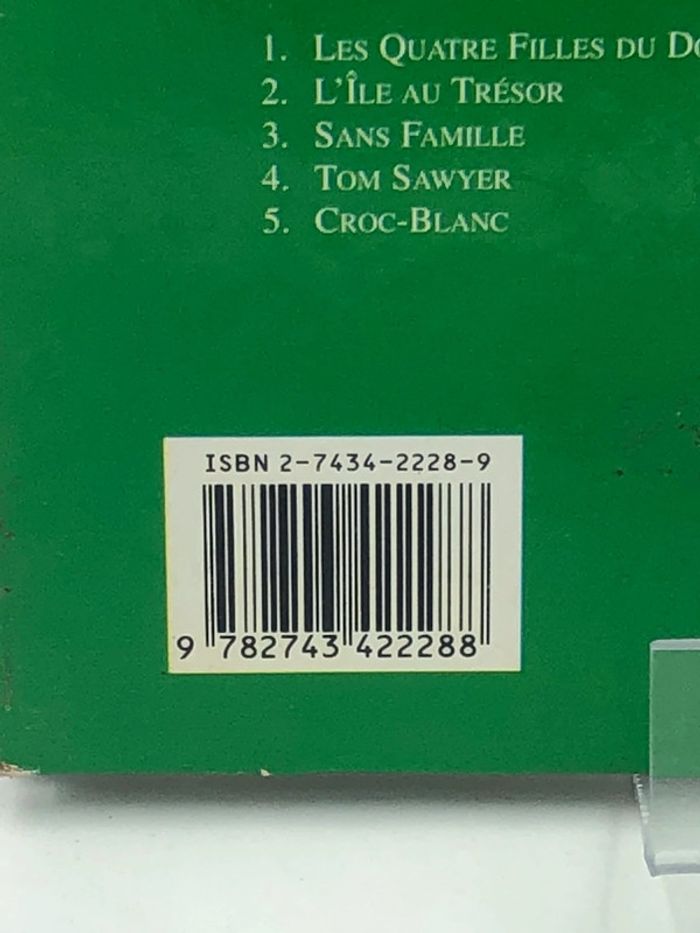 1. Les Quatre Filles du
2. L'Île au Trésor
3. Sans Famille
4. Tom Sawyer
5. Croc-Blanc
ISBN 2-7434-2228-9
9 782743 422288